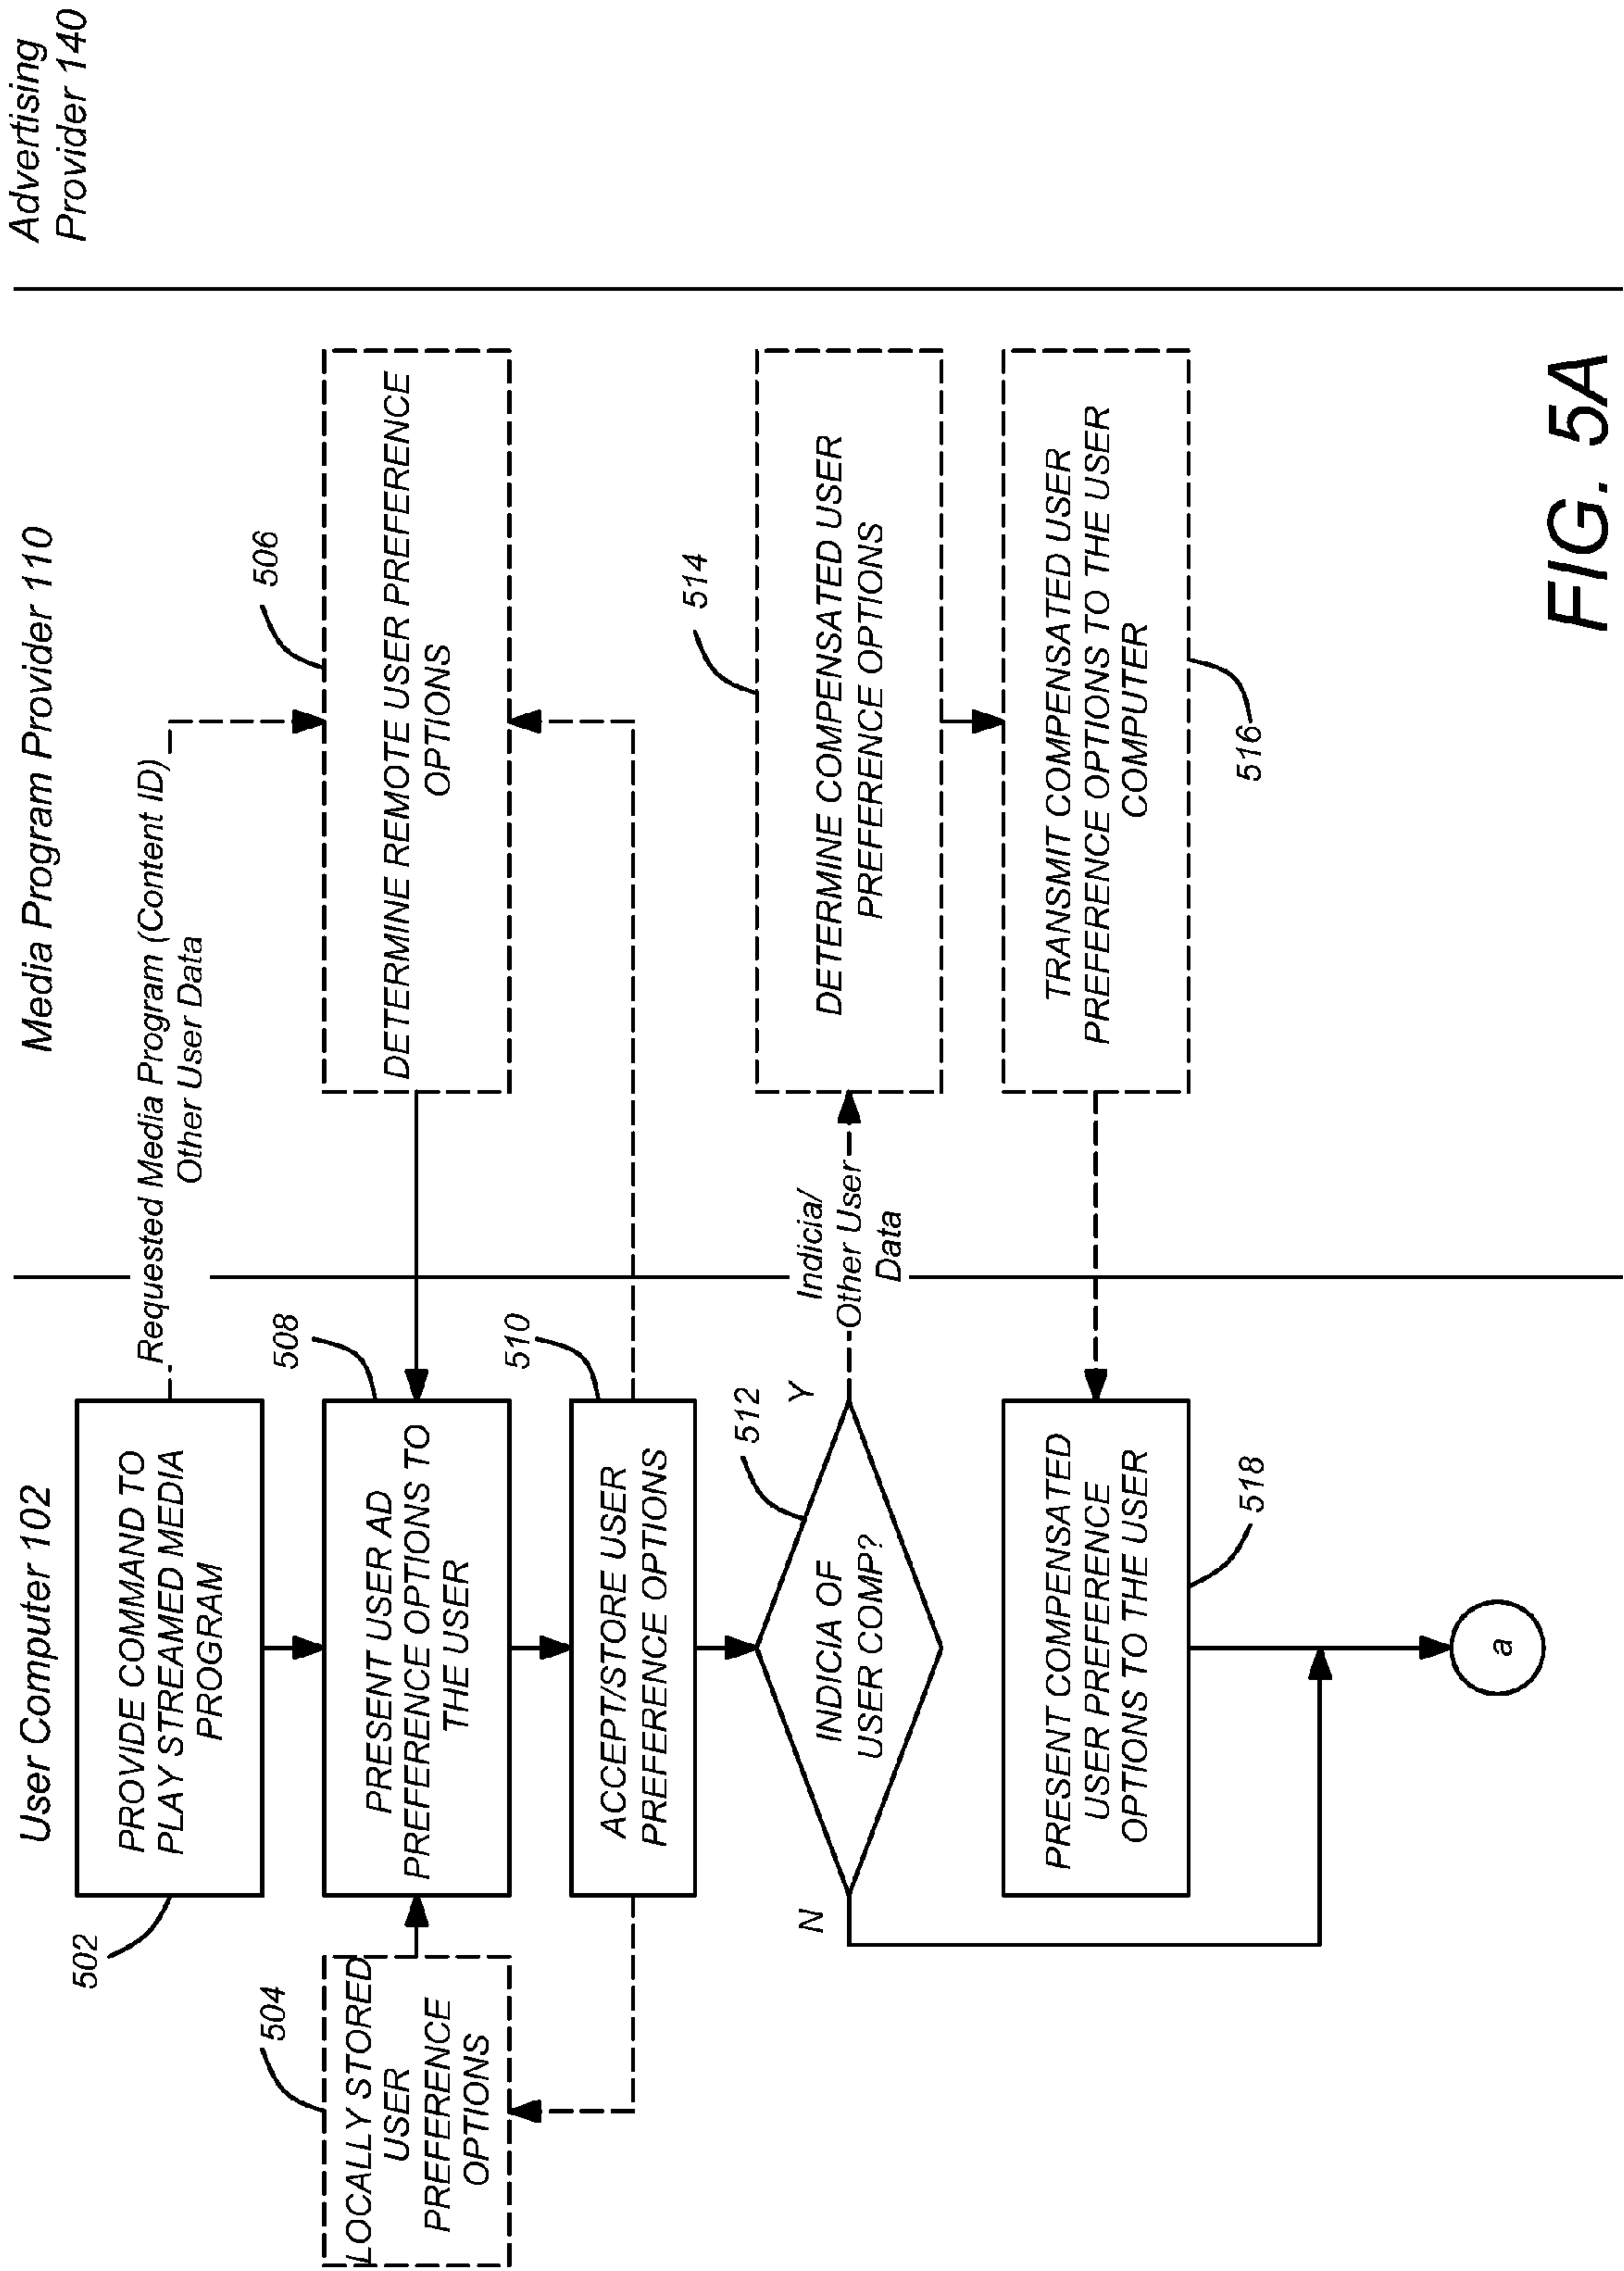 User Computer 102
Media Program Provider 110
Advertising
Provider 140
502
PROVIDE COMMAND TO
PLAY STREAMED MEDIA
PROGRAM
Requested Media Program (Content ID)
Other User Data
504
LOCALLY STORED
USER
PREFERENCE
OPTIONS
508
PRESENT USER AD
PREFERENCE OPTIONS TO
THE USER
506
DETERMINE REMOTE USER PREFERENCE
OPTIONS
510
ACCEPT/STORE USER
PREFERENCE OPTIONS
512
INDICIA OF
USER COMP?
N
Y
Indicia/
Other User
Data
514
DETERMINE COMPENSATED USER
PREFERENCE OPTIONS
TRANSMIT COMPENSATED USER
PREFERENCE OPTIONS TO THE USER
COMPUTER
516
PRESENT COMPENSATED
USER PREFERENCE
OPTIONS TO THE USER
518
a
FIG. 5A